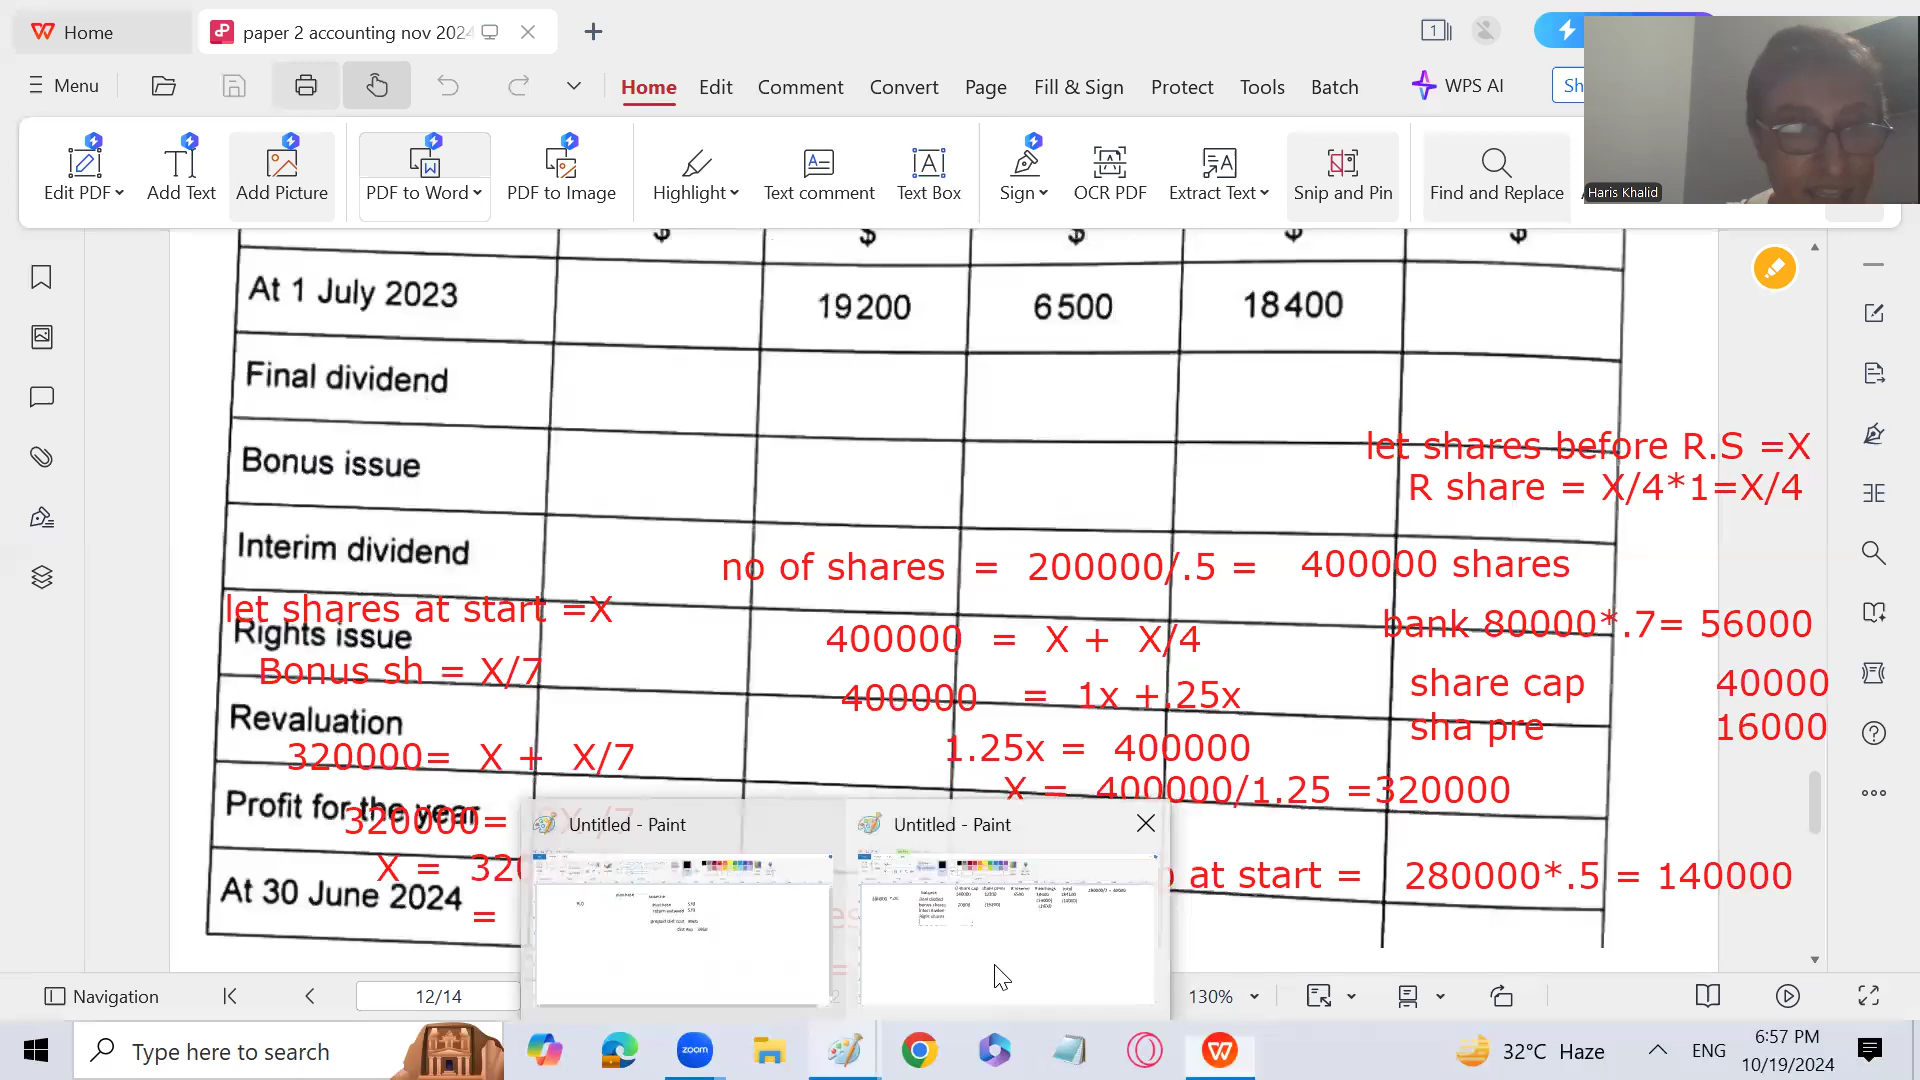 Home
paper 2 accounting nov 2024
Menu
Home Edit Comment Convert Page Fill & Sign Protect Tools Batch WPS AI Sh
Edit PDF Add Text Add Picture PDF to Word PDF to Image Highlight Text comment Text Box Sign OCR PDF Extract Text Snip and Pin Find and Replace
Haris Khalid
$ $ $ $ $
At 1 July 2023 19200 6500 18400
Final dividend
let shares before R.S =X
Bonus issue
R share = X/4*1=X/4
Interim dividend
no of shares = 200000/.5 = 400000 shares
let shares at start =X
Rights issue
400000 = X + X/4
bank 80000*.7= 56000
Bonus sh = X/7
400000 = 1x +.25x
share cap 40000
Revaluation
sha pre 16000
320000= X + X/7
1.25x = 400000
X = 400000/1.25 =320000
Profit for the year
320000= X/7
Untitled - Paint
Untitled - Paint
X = 320
at start = 280000*.5 = 140000
At 30 June 2024
=
Navigation
12/14
130%
Type here to search
zoom
32°C Haze
ENG
6:57 PM
10/19/2024